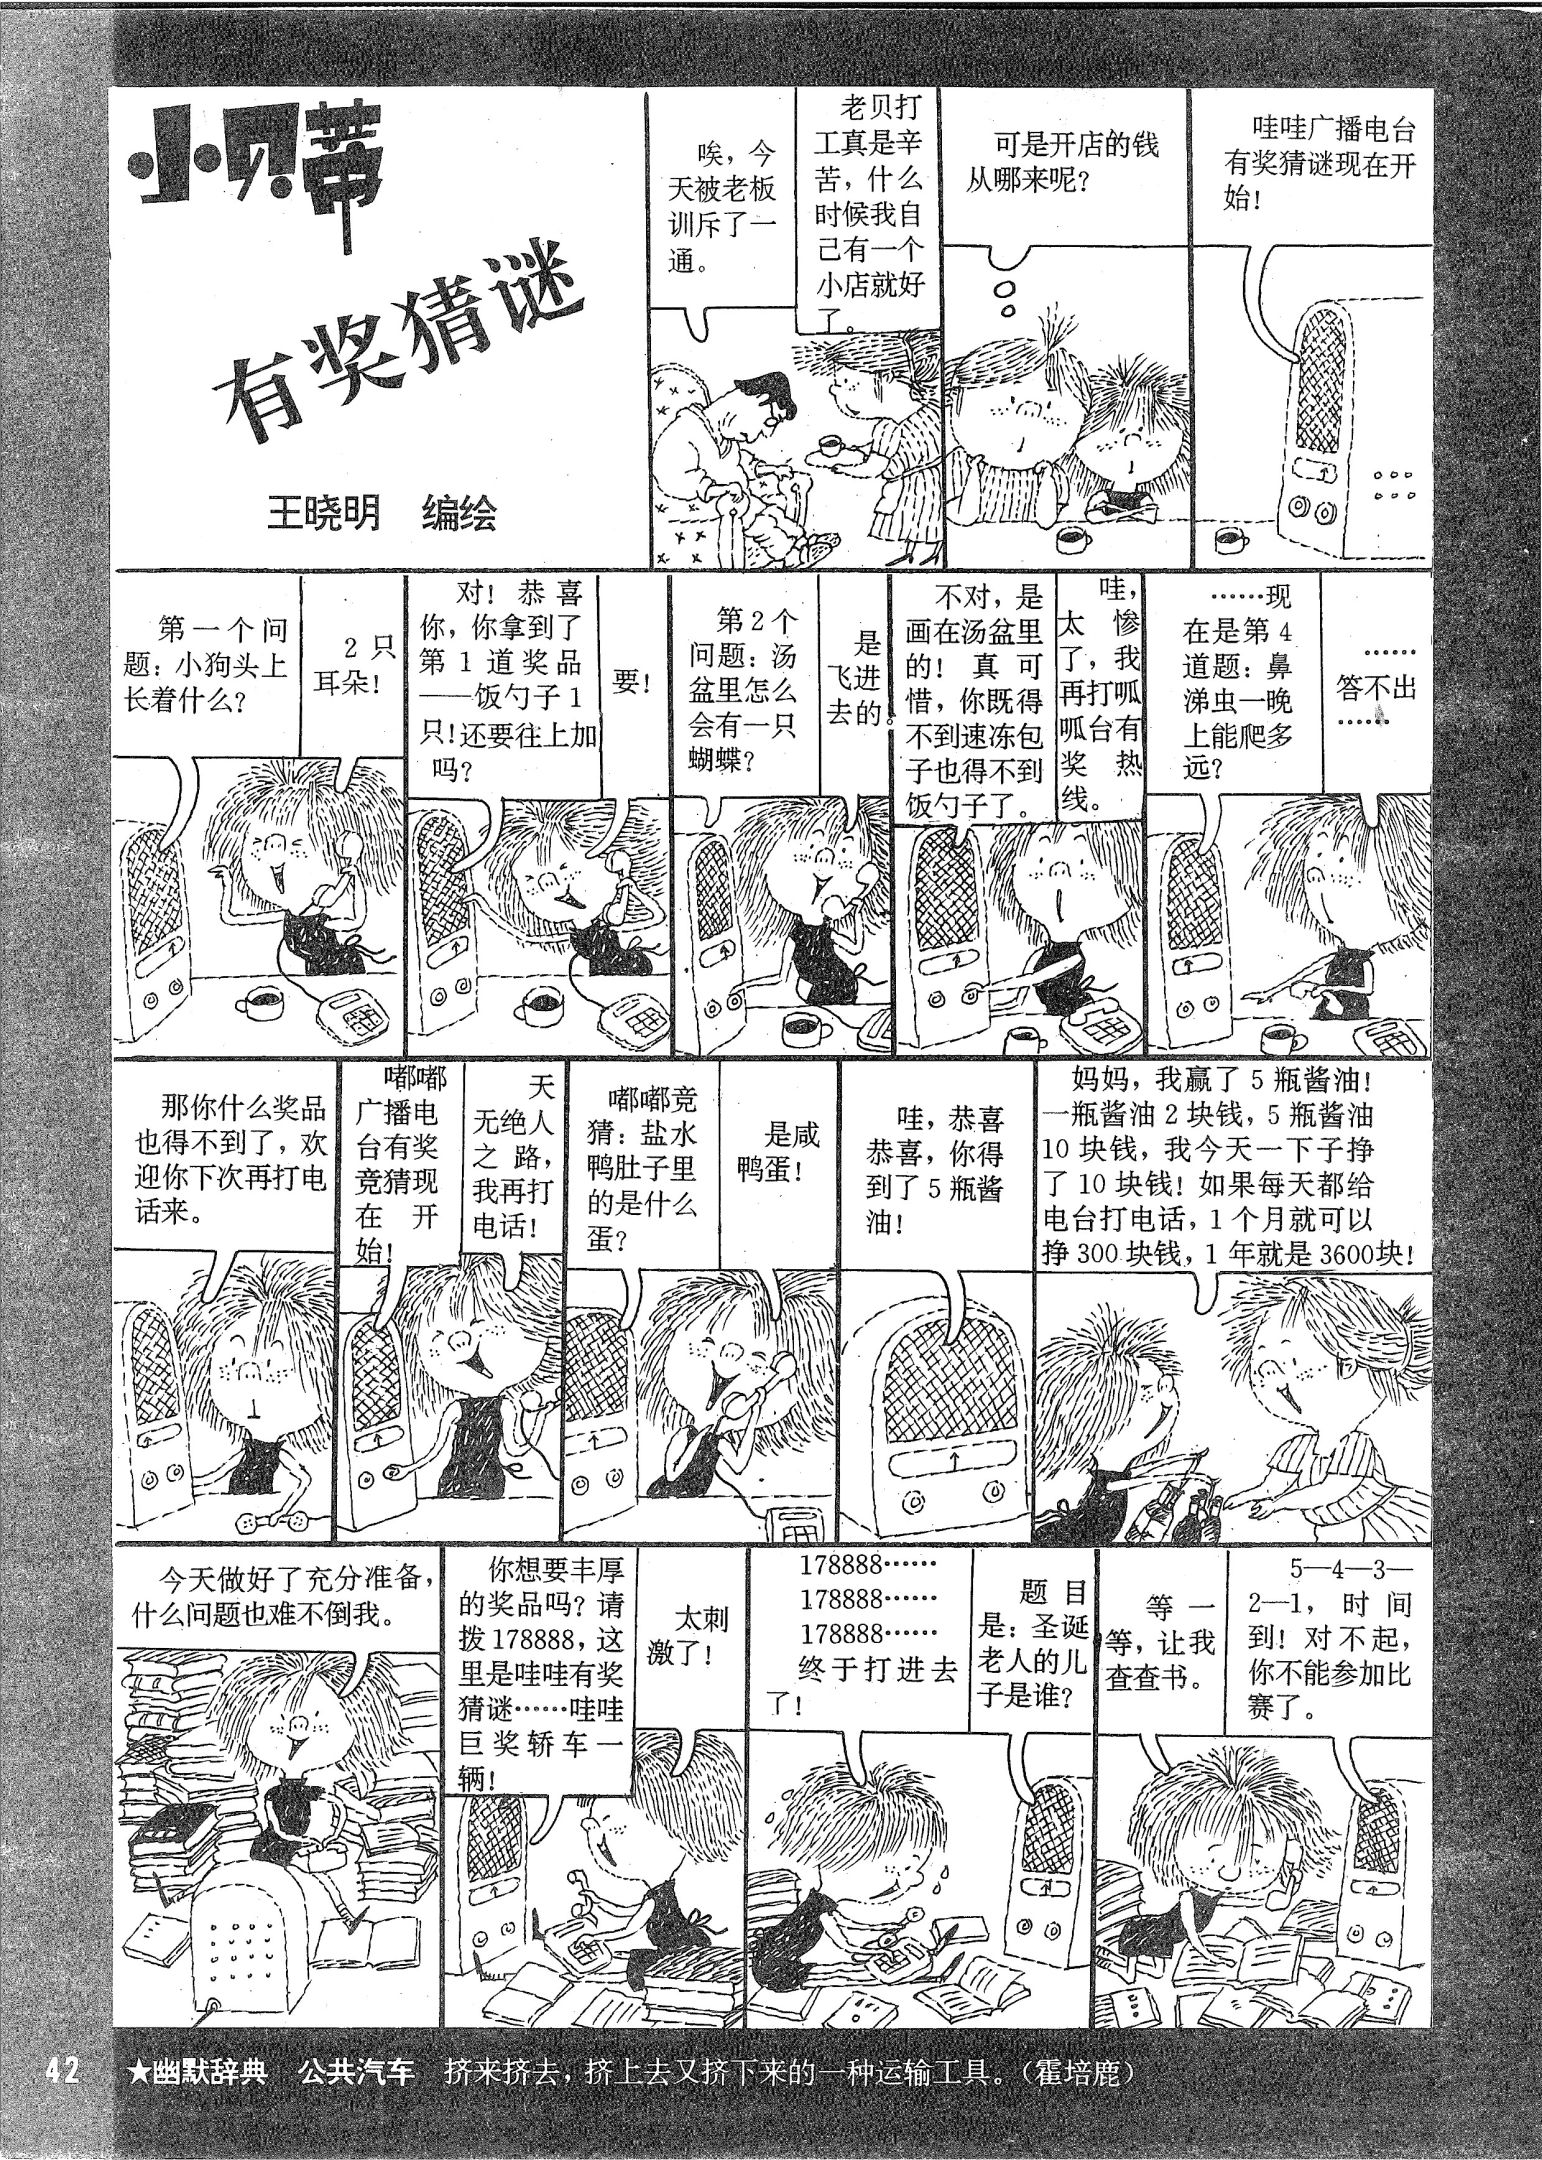 小贝蒂
有奖猜谜
王晓明 编绘
唉，今
天被老板
训斥了一
通。
老贝打
工真是辛
苦，什么
时候我自
己有一个
小店就好
了。
可是开店的钱
从哪来呢？
哇哇广播电台
有奖猜谜现在开
始！
第一个问
题：小狗头上
长着什么？
2只
耳朵！
对！恭喜
你，你拿到了
第1道奖品
——饭勺子1
只！还要往上加
吗？
要！
第2个
问题：汤
盆里怎么
会有一只
蝴蝶？
是
飞进
去的。
不对，是
画在汤盆里
的！真可
惜，你既得
不到速冻包
子也得不到
饭勺子了。
哇，
太惨
了，我
再打呱
呱台有
奖热
线。
……现
在是第4
道题：鼻
涕虫一晚
上能爬多
远？
……
答不出
……
那你什么奖品
也得不到了，欢
迎你下次再打电
话来。
嘟嘟
广播电
台有奖
竞猜现
在开
始！
天
无绝人
之路，
我再打
电话！
嘟嘟竞
猜：盐水
鸭肚子里
的是什么
蛋？
是咸
鸭蛋！
哇，恭喜
恭喜，你得
到了5瓶酱
油！
妈妈，我赢了5瓶酱油！
一瓶酱油2块钱，5瓶酱油
10块钱，我今天一下子挣
了10块钱！如果每天都给
电台打电话，1个月就可以
挣300块钱，1年就是3600块！
今天做好了充分准备，
什么问题也难不倒我。
你想要丰厚
的奖品吗？请
拨178888，这
里是哇哇有奖
猜谜……哇哇
巨奖轿车一
辆！
太刺
激了！
178888……
178888……
178888……
终于打进去
了！
题目
是：圣诞
老人的儿
子是谁？
等一
等，让我
查查书。
5—4—3—
2—1，时间
到！对不起，
你不能参加比
赛了。
42 ★幽默辞典 公共汽车 挤来挤去，挤上去又挤下来的一种运输工具。（霍培鹿）